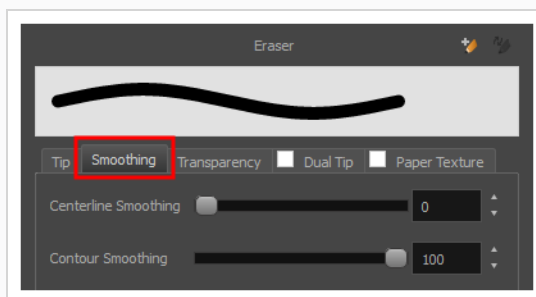 Eraser
Tip Smoothing Transparency Dual Tip Paper Texture
Centerline Smoothing 0
Contour Smoothing 100